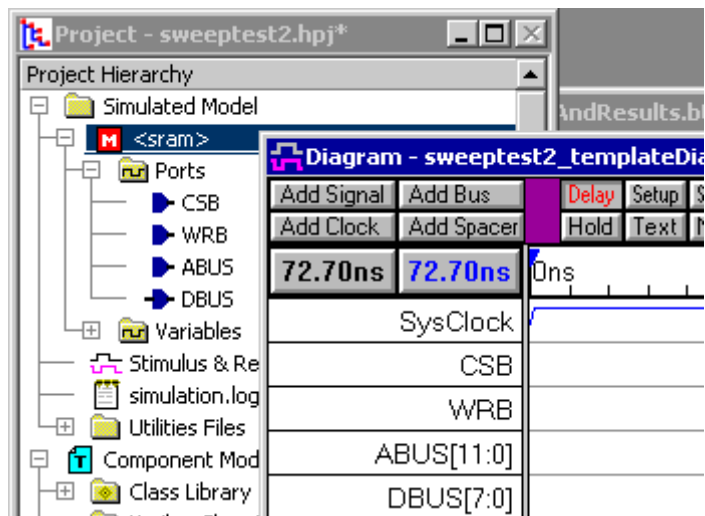 Project - sweeptest2.hpj*
Project Hierarchy
Simulated Model
M <sram>
Ports
CSB
WRB
ABUS
DBUS
Variables
Stimulus & Re
simulation.log
Utilities Files
T Component Mod
Class Library
AndResults.bt
Diagram - sweeptest2_templateDia
Add Signal Add Bus Delay Setup S
Add Clock Add Spacer Hold Text
72.70ns 72.70ns 0ns
SysClock
CSB
WRB
ABUS[11:0]
DBUS[7:0]